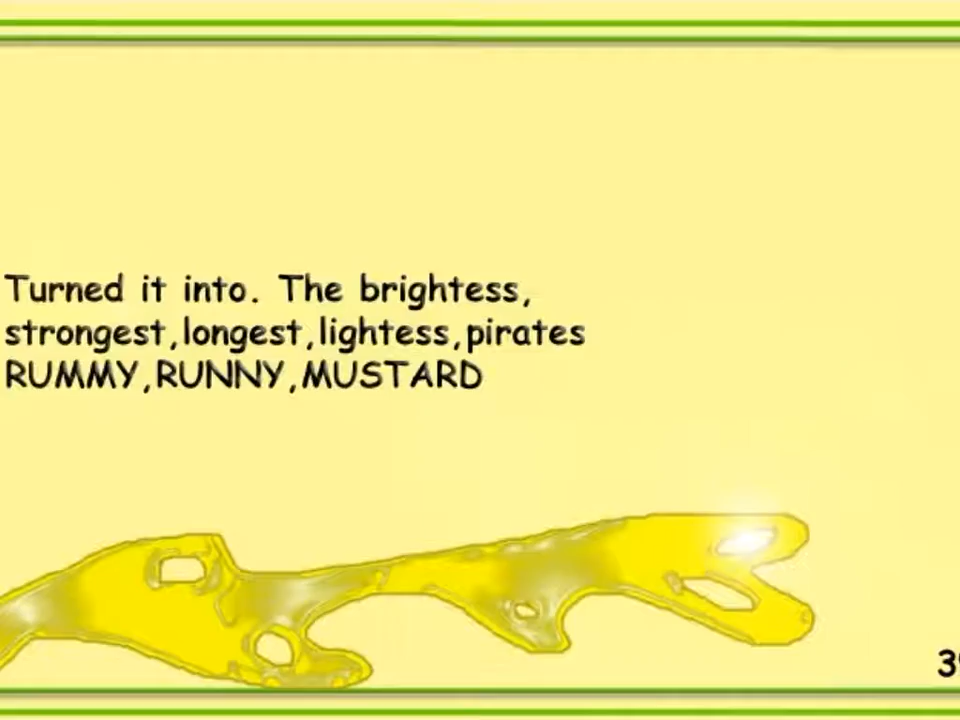 Turned it into. The brightess,
strongest,longest,lightess,pirates
RUMMY,RUNNY,MUSTARD